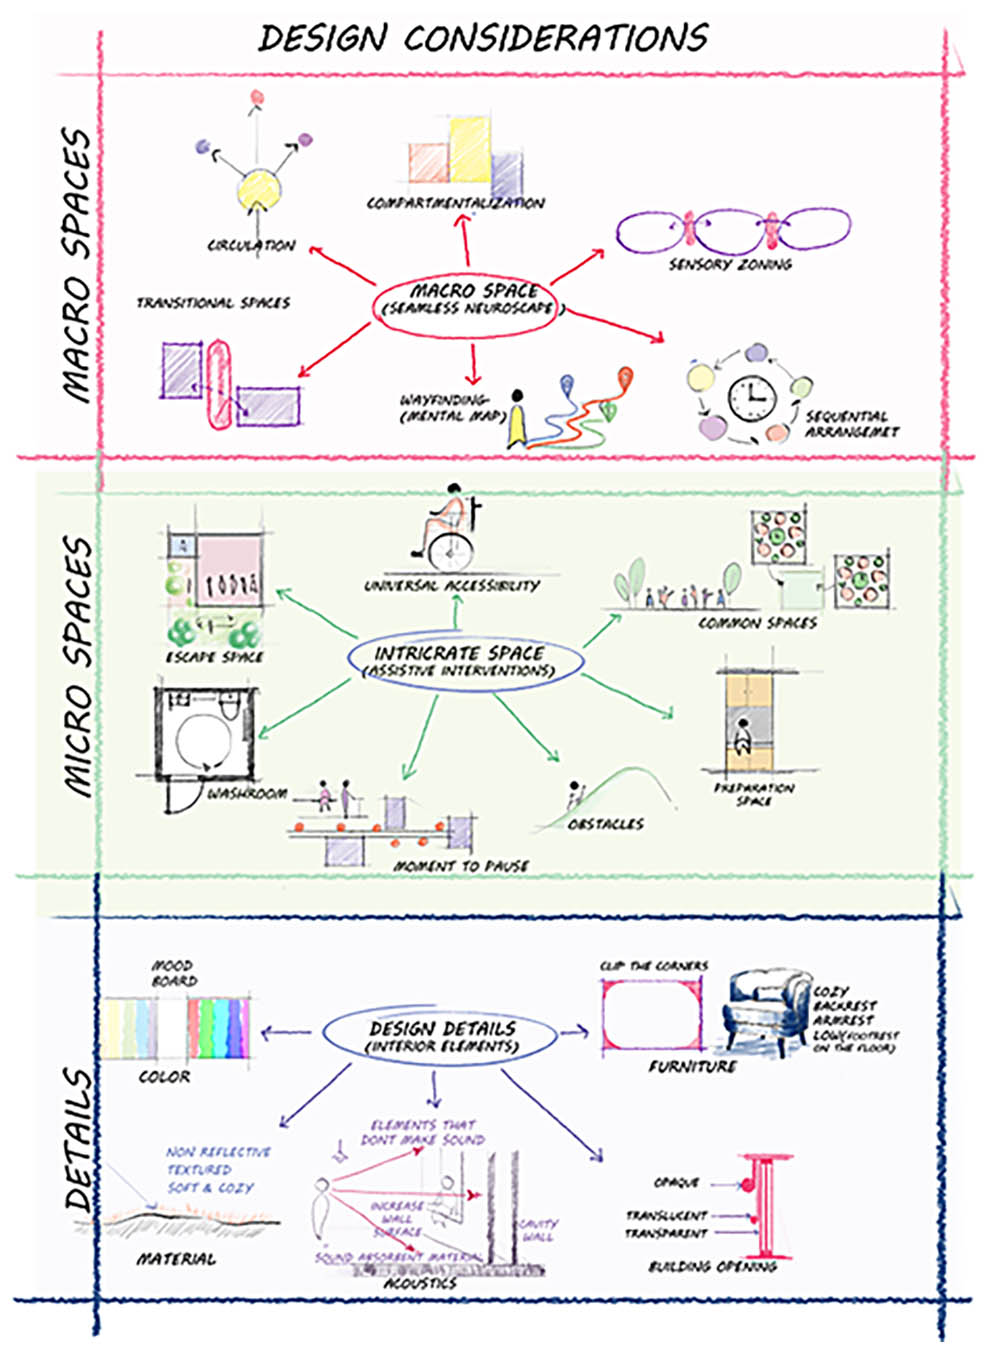 DESIGN CONSIDERATIONS
MACRO SPACES
CIRCULATION
COMPARTMENTALIZATION
SENSORY ZONING
MACRO SPACE
(SEAMLESS NEUROSCAPE)
TRANSITIONAL SPACES
WAYFINDING-
(MENTAL MAP)
SEQUENTIAL
ARRANGEMET
MICRO SPACES
ESCAPE SPACE
UNIVERSAL ACCESSIBILITY
COMMON SPACES
INTRICRATE SPACE
(ASSISTIVE INTERVENTIONS)
WASHROOM
MOMENT TO PAUSE
OBSTACLES
PREPARATION
SPACE
DETAILS
MOOD
BOARD
COLOR
DESIGN DETAILS
(INTERIOR ELEMENTS)
CLIP THE CORNERS
COZY
BACKREST
ARMREST
LOW(FOOTREST
ON THE FLOOR)
FURNITURE
NON REFLECTIVE
TEXTURED
SOFT & COZY
MATERIAL
ELEMENTS THAT
DONT MAKE SOUND
INCREASE
WALL
SURFACE
CAVITY
WALL
SOUND ABSORBENT MATERIAL
ACOUSTICS
OPAQUE
TRANSLUCENT
TRANSPARENT
BUILDING OPENING